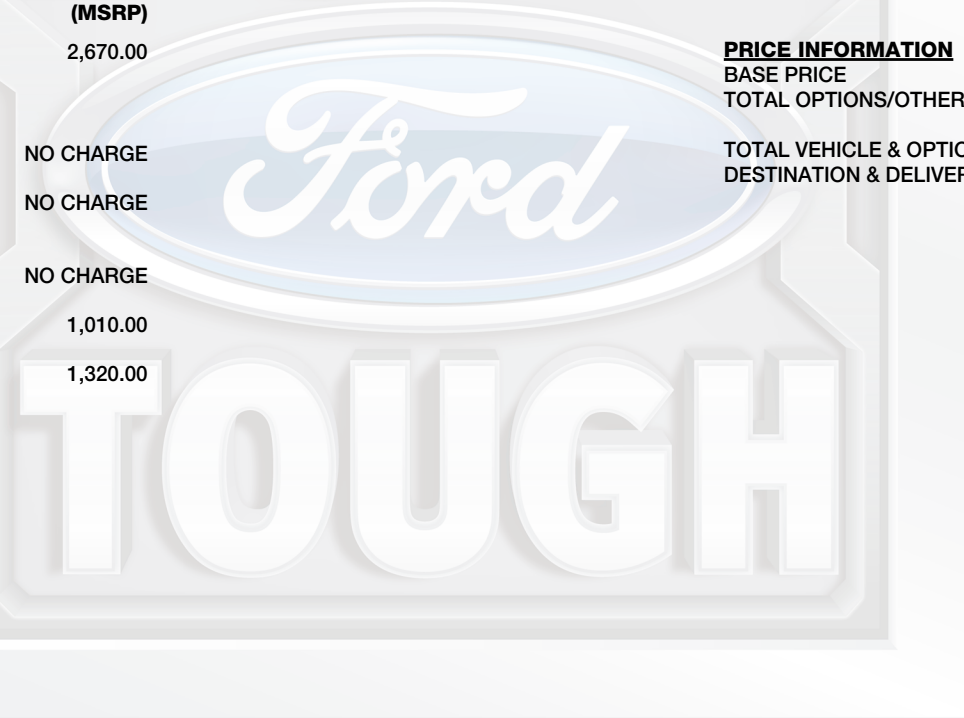 (MSRP)
2,670.00
NO CHARGE
NO CHARGE
NO CHARGE
1,010.00
1,320.00
PRICE INFORMATION
BASE PRICE
TOTAL OPTIONS/OTHER
TOTAL VEHICLE & OPTIO
DESTINATION & DELIVER
Ford
TOUGH